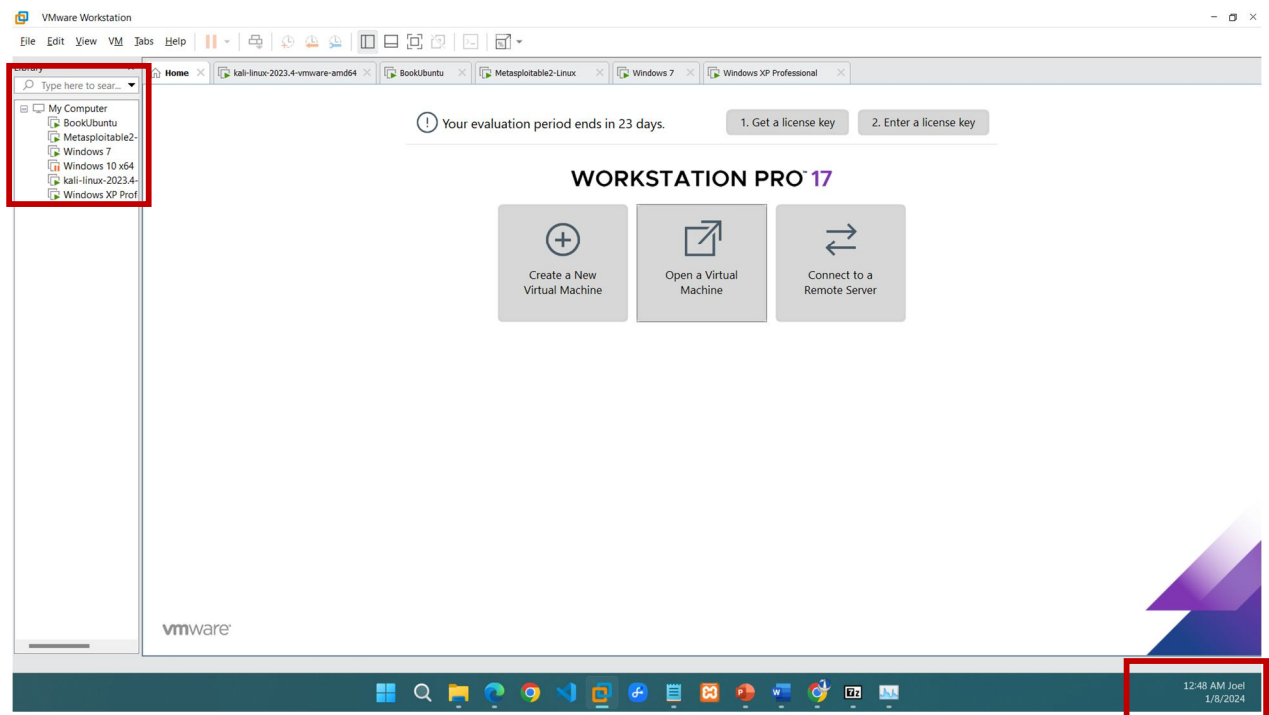 VMware Workstation
File Edit View VM Tabs Help
Library
Type here to sear...
My Computer
BookUbuntu
Metasploitable2-
Windows 7
Windows 10 x64
kali-linux-2023.4-
Windows XP Prof
Home
kali-linux-2023.4-vmware-amd64
BookUbuntu
Metasploitable2-Linux
Windows 7
Windows XP Professional
Your evaluation period ends in 23 days.
1. Get a license key
2. Enter a license key
WORKSTATION PRO™ 17
Create a New
Virtual Machine
Open a Virtual
Machine
Connect to a
Remote Server
vmware
12:48 AM Joel
1/8/2024